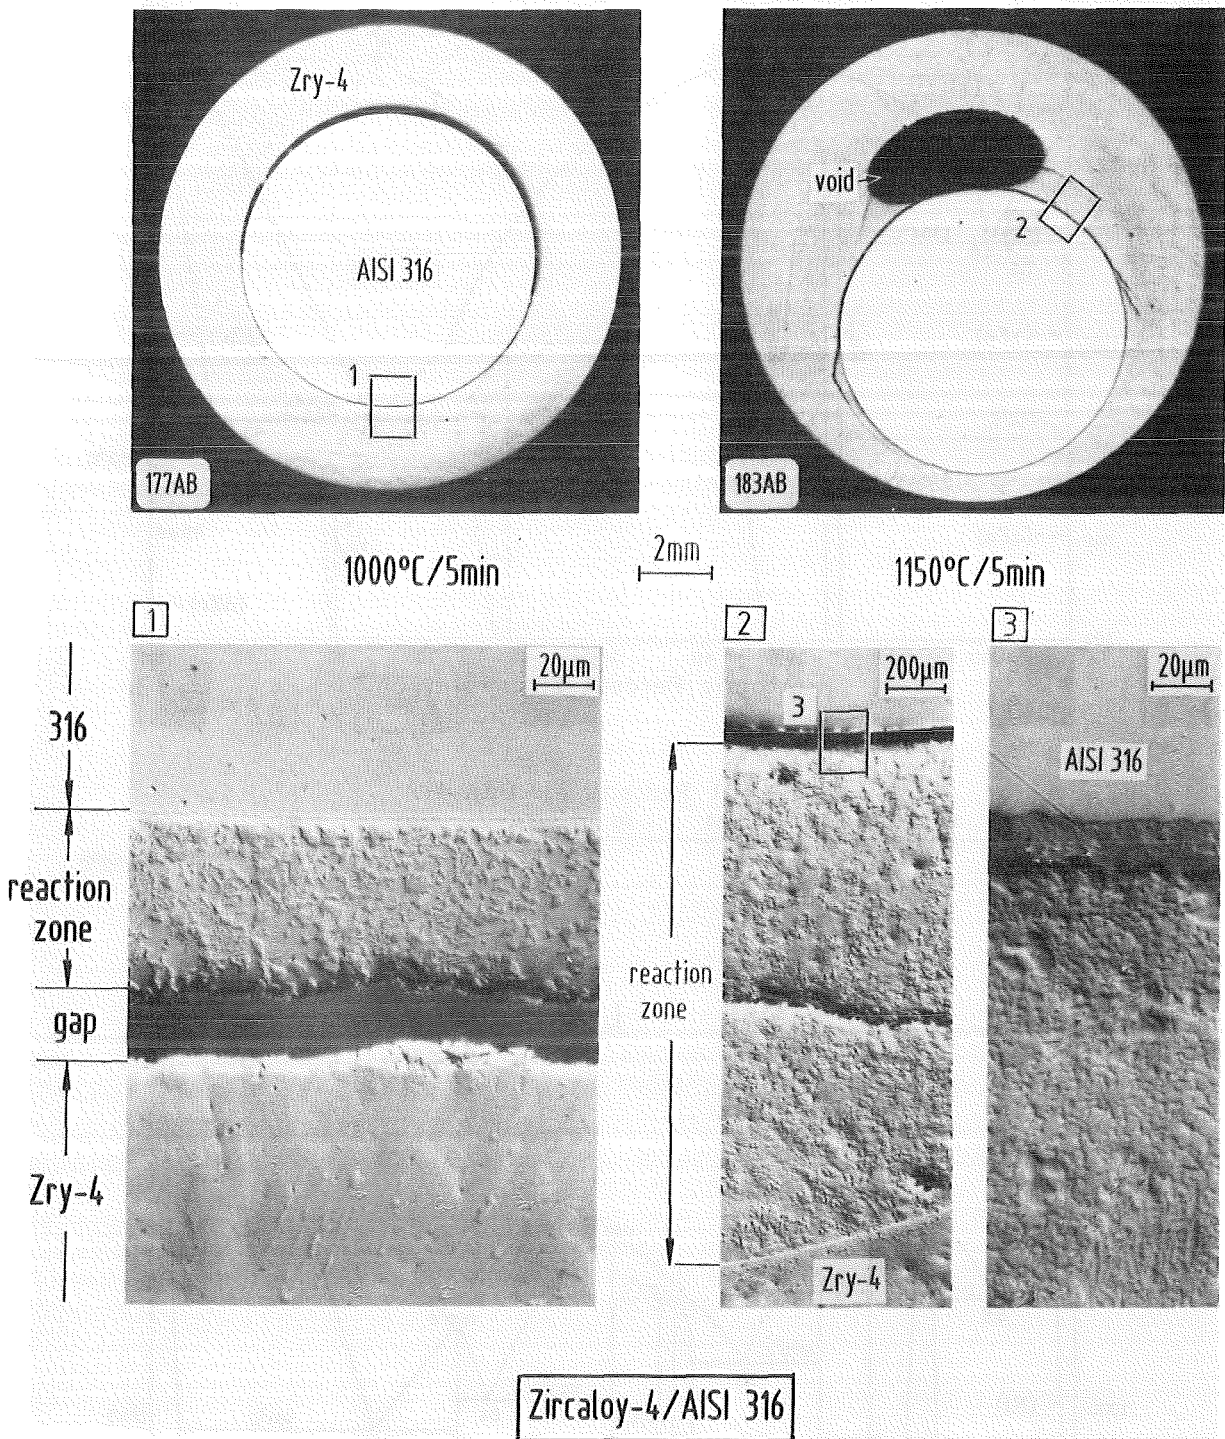 Zry-4
AISI 316
1
177AB
void
2
183AB
1000°C/5min
2mm
1150°C/5min
1
20µm
316
reaction
zone
gap
Zry-4
2
200µm
3
reaction
zone
Zry-4
3
20µm
AISI 316
Zircaloy-4/AISI 316